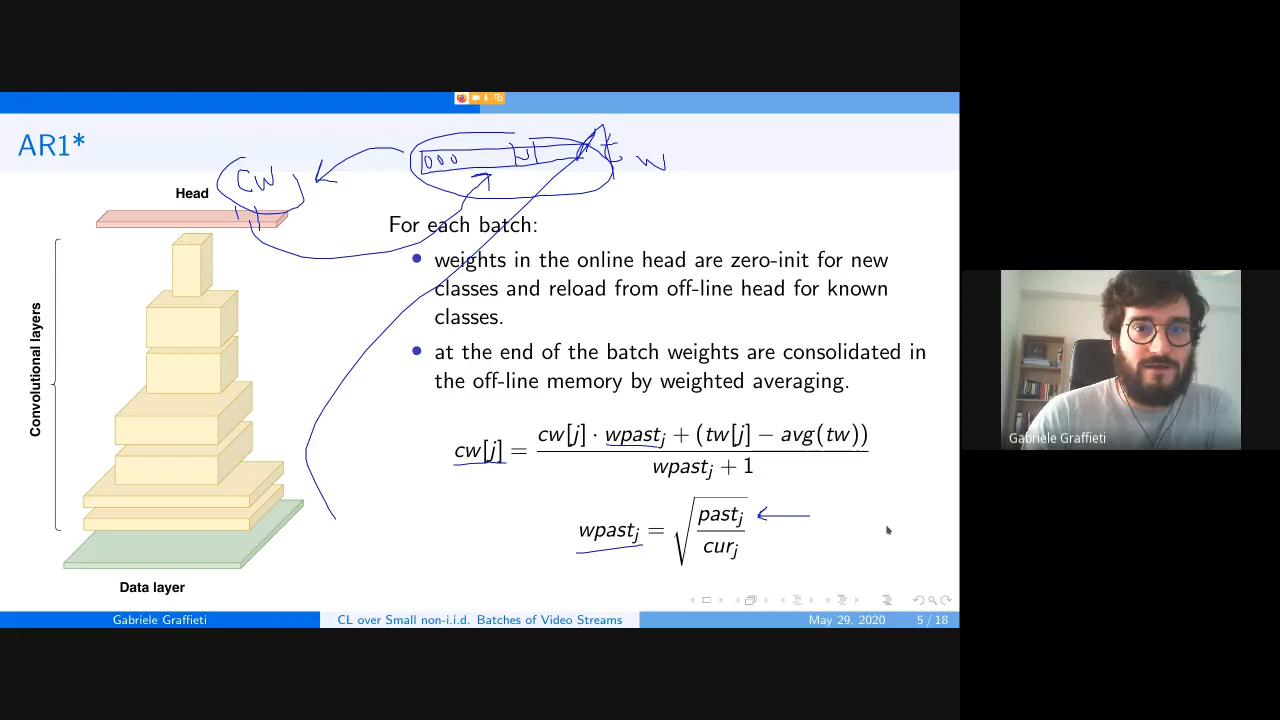 AR1*
CW
000
W
Head
For each batch:
weights in the online head are zero-init for new
classes and reload from off-line head for known
classes.
at the end of the batch weights are consolidated in
the off-line memory by weighted averaging.
Convolutional layers
cw[j] = cw[j] · wpast_j + (tw[j] − avg(tw)) / wpast_j + 1
wpast_j = √(past_j / cur_j)
Data layer
Gabriele Graffieti
CL over Small non-i.i.d. Batches of Video Streams
May 29, 2020
5 / 18
Gabriele Graffieti